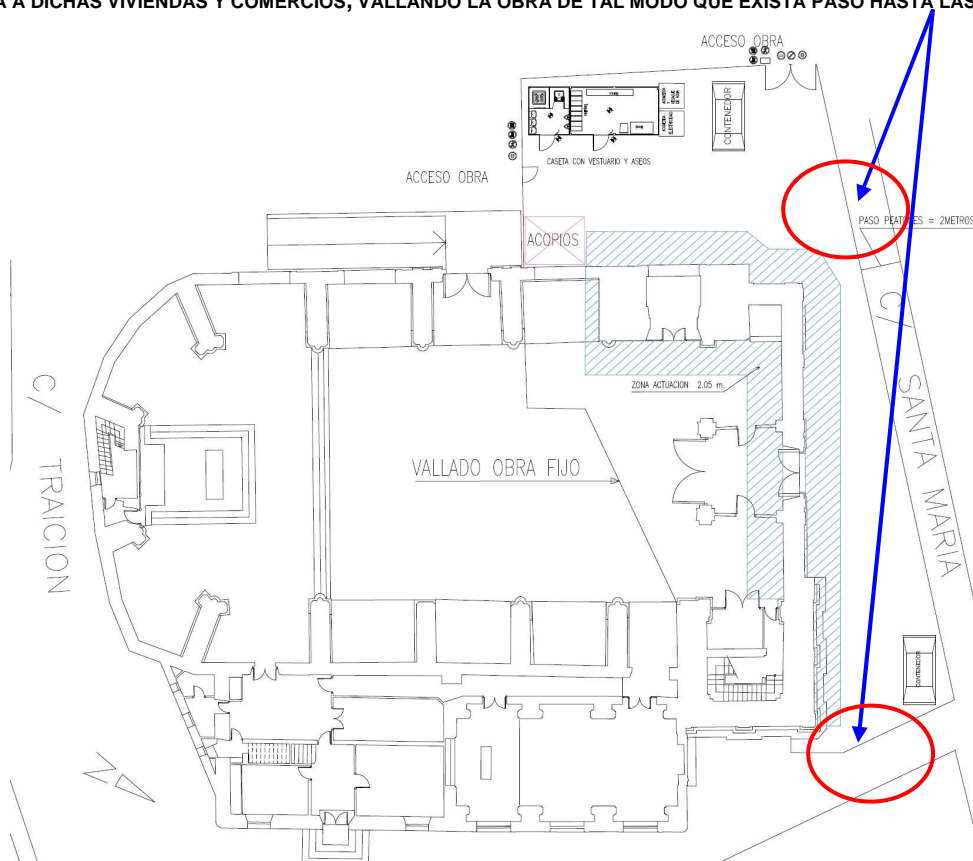 A A DICHAS VIVIENDAS Y COMERCIOS, VALLANDO LA OBRA DE TAL MODO QUE EXISTA PASO HASTA LAS
ACCESO OBRA
CONTENEDOR
CASETA CON VESTUARIO Y ASEOS
ACCESO OBRA
PASO PEATONES = 2METROS
ACOPIOS
C/ SANTA MARIA
ZONA ACTUACION 2.05 m.
C/ TRAICION
VALLADO OBRA FIJO
CONTENEDOR
N